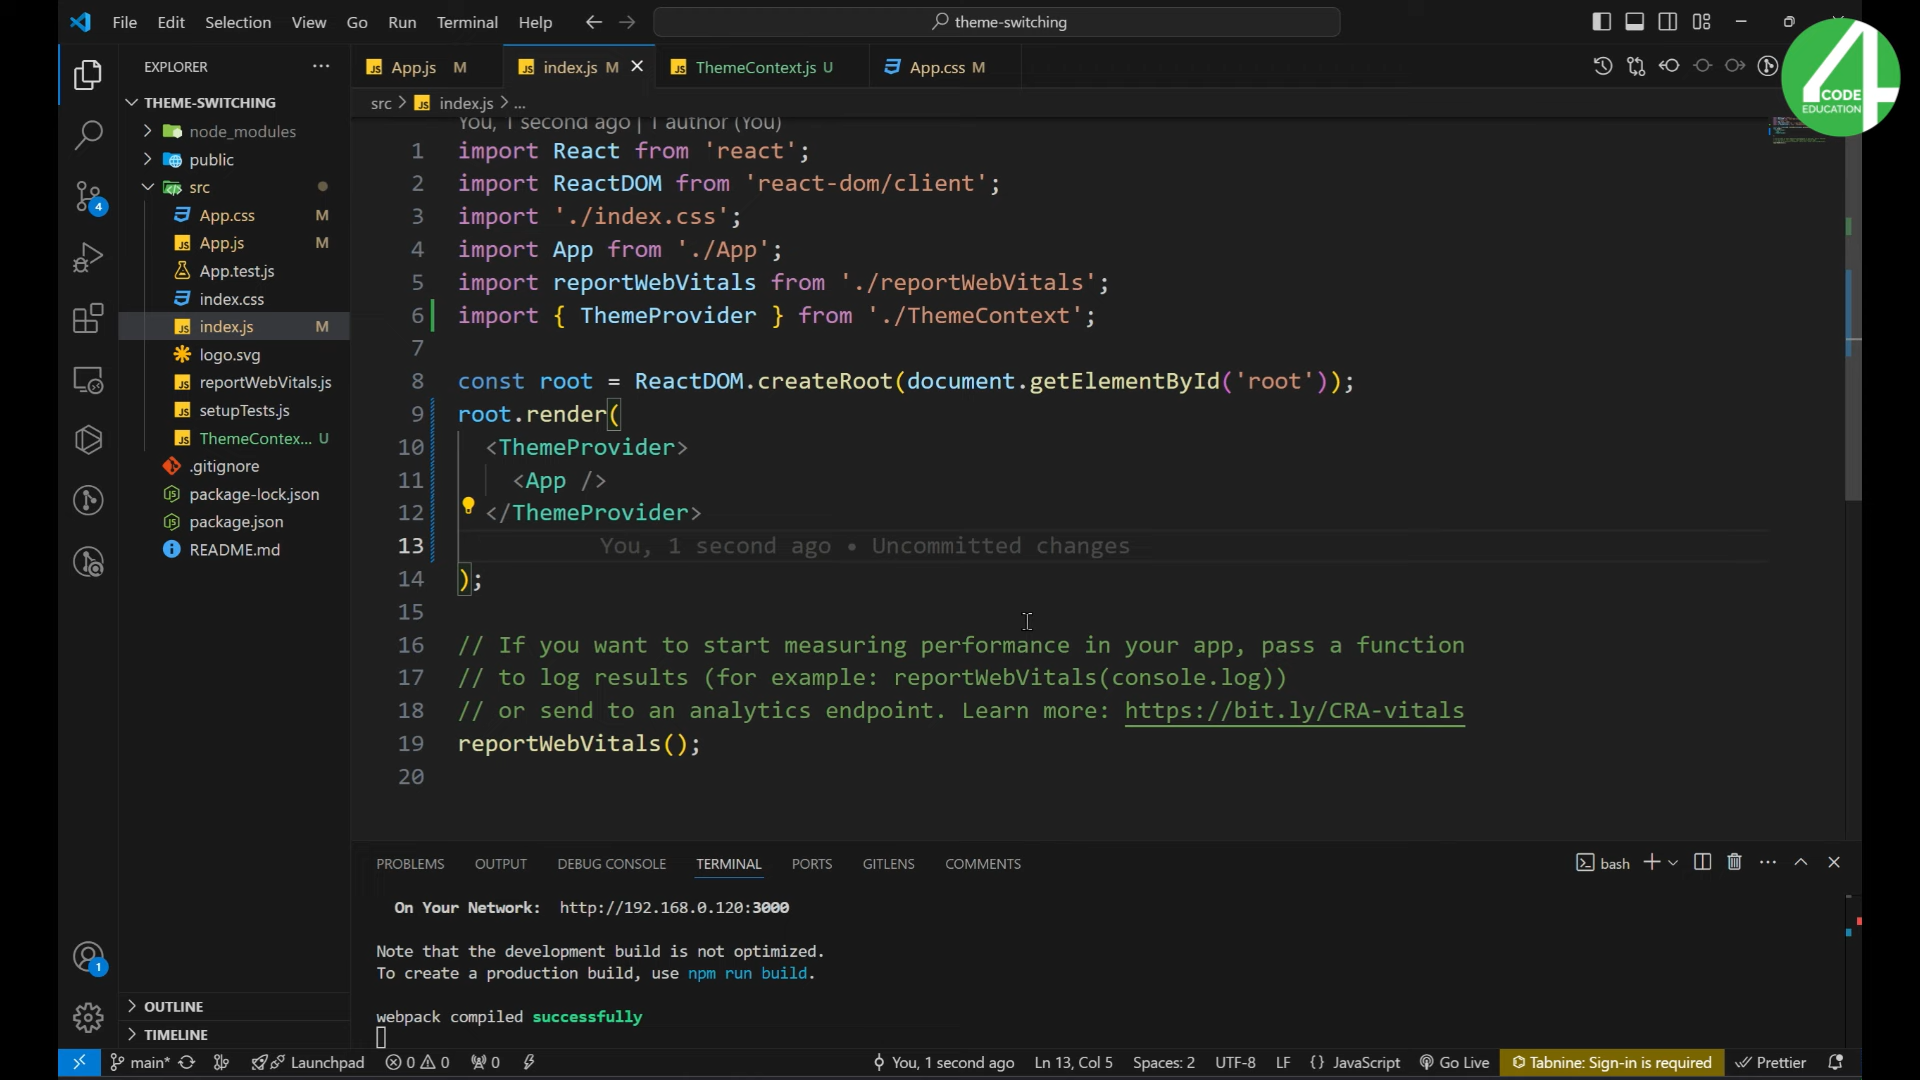 File Edit Selection View Go Run Terminal Help
theme-switching
4 CODE EDUCATION
EXPLORER
App.js M
index.js M
ThemeContext.js U
App.css M
THEME-SWITCHING
src > index.js > ...
node_modules
public
src
App.css M
App.js M
App.test.js
index.css
index.js M
logo.svg
reportWebVitals.js
setupTests.js
ThemeContex... U
.gitignore
package-lock.json
package.json
README.md
4
You, 1 second ago | 1 author (You)
1 import React from 'react';
2 import ReactDOM from 'react-dom/client';
3 import './index.css';
4 import App from './App';
5 import reportWebVitals from './reportWebVitals';
6 import { ThemeProvider } from './ThemeContext';
7
8 const root = ReactDOM.createRoot(document.getElementById('root'));
9 root.render(
10 <ThemeProvider>
11 <App />
12 </ThemeProvider>
13 You, 1 second ago • Uncommitted changes
14 );
15
16 // If you want to start measuring performance in your app, pass a function
17 // to log results (for example: reportWebVitals(console.log))
18 // or send to an analytics endpoint. Learn more: https://bit.ly/CRA-vitals
19 reportWebVitals();
20
PROBLEMS OUTPUT DEBUG CONSOLE TERMINAL PORTS GITLENS COMMENTS
bash
On Your Network: http://192.168.0.120:3000
Note that the development build is not optimized.
To create a production build, use npm run build.
webpack compiled successfully
1
OUTLINE
TIMELINE
main* Launchpad 0 0 0 You, 1 second ago Ln 13, Col 5 Spaces: 2 UTF-8 LF {} JavaScript Go Live Tabnine: Sign-in is required Prettier